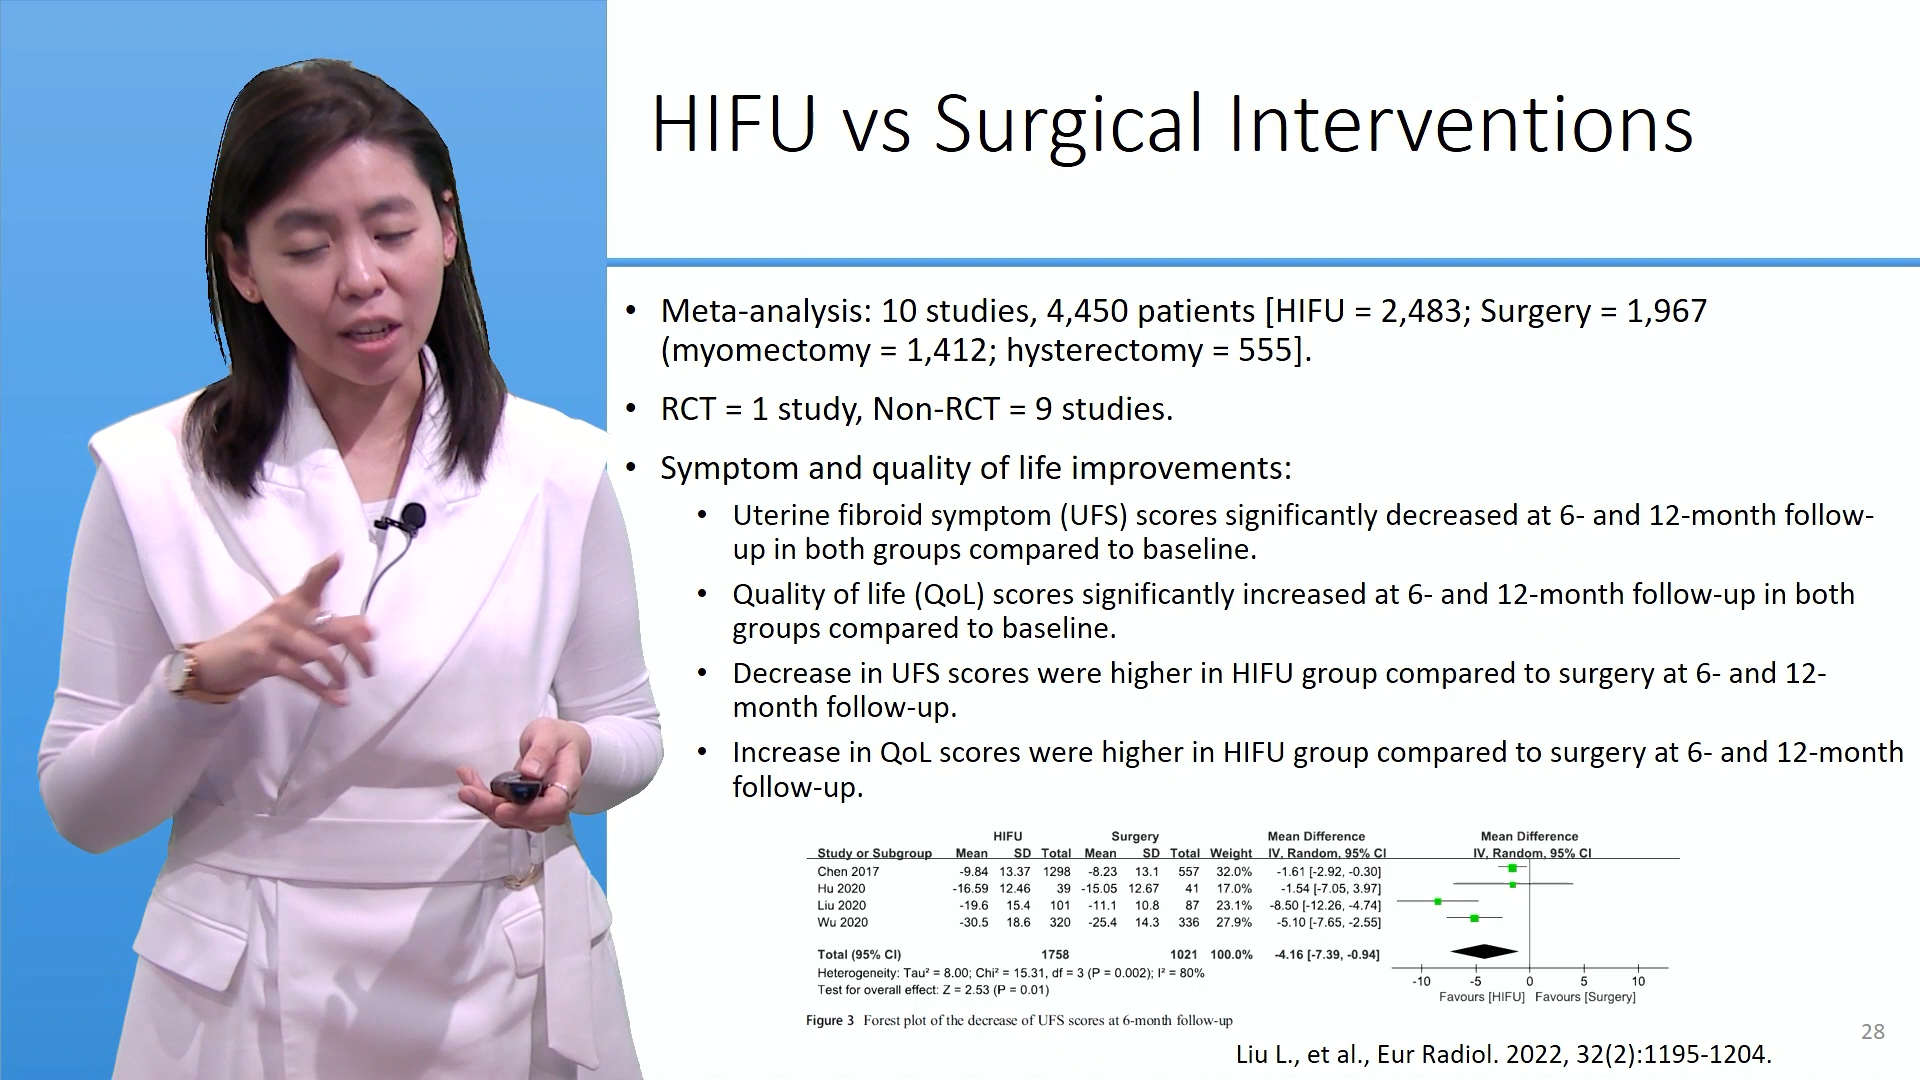 HIFU vs Surgical Interventions
• Meta-analysis: 10 studies, 4,450 patients [HIFU = 2,483; Surgery = 1,967
(myomectomy = 1,412; hysterectomy = 555].
• RCT = 1 study, Non-RCT = 9 studies.
• Symptom and quality of life improvements:
• Uterine fibroid symptom (UFS) scores significantly decreased at 6- and 12-month follow-
up in both groups compared to baseline.
• Quality of life (QoL) scores significantly increased at 6- and 12-month follow-up in both
groups compared to baseline.
• Decrease in UFS scores were higher in HIFU group compared to surgery at 6- and 12-
month follow-up.
• Increase in QoL scores were higher in HIFU group compared to surgery at 6- and 12-month
follow-up.
HIFU Surgery Mean Difference Mean Difference
Study or Subgroup Mean SD Total Mean SD Total Weight IV, Random, 95% CI IV, Random, 95% CI
Chen 2017 -9.84 13.37 1298 -8.23 13.1 557 32.0% -1.61 [-2.92, -0.30]
Hu 2020 -16.59 12.46 39 -15.05 12.67 41 17.0% -1.54 [-7.05, 3.97]
Liu 2020 -19.6 15.4 101 -11.1 10.8 87 23.1% -8.50 [-12.26, -4.74]
Wu 2020 -30.5 18.6 320 -25.4 14.3 336 27.9% -5.10 [-7.65, -2.55]
Total (95% CI) 1758 1021 100.0% -4.16 [-7.39, -0.94]
Heterogeneity: Tau² = 8.00; Chi² = 15.31, df = 3 (P = 0.002); I² = 80%
Test for overall effect: Z = 2.53 (P = 0.01)
-10 -5 0 5 10
Favours [HIFU] Favours [Surgery]
Figure 3 Forest plot of the decrease of UFS scores at 6-month follow-up
28
Liu L., et al., Eur Radiol. 2022, 32(2):1195-1204.